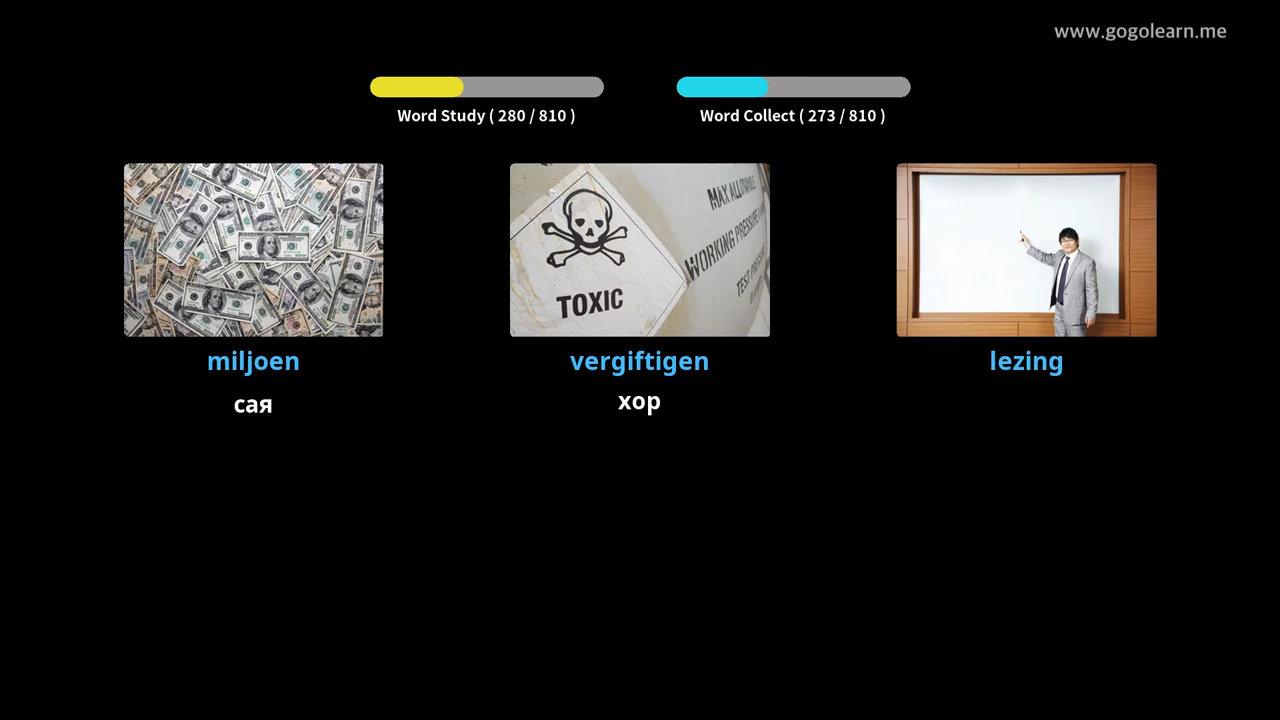 www.gogolearn.me
Word Study ( 280 / 810 )
Word Collect ( 273 / 810 )
TOXIC
MAX ALLOWABLE
WORKING PRESSURE
TEST PRESSURE
miljoen
vergiftigen
lezing
сая
хор